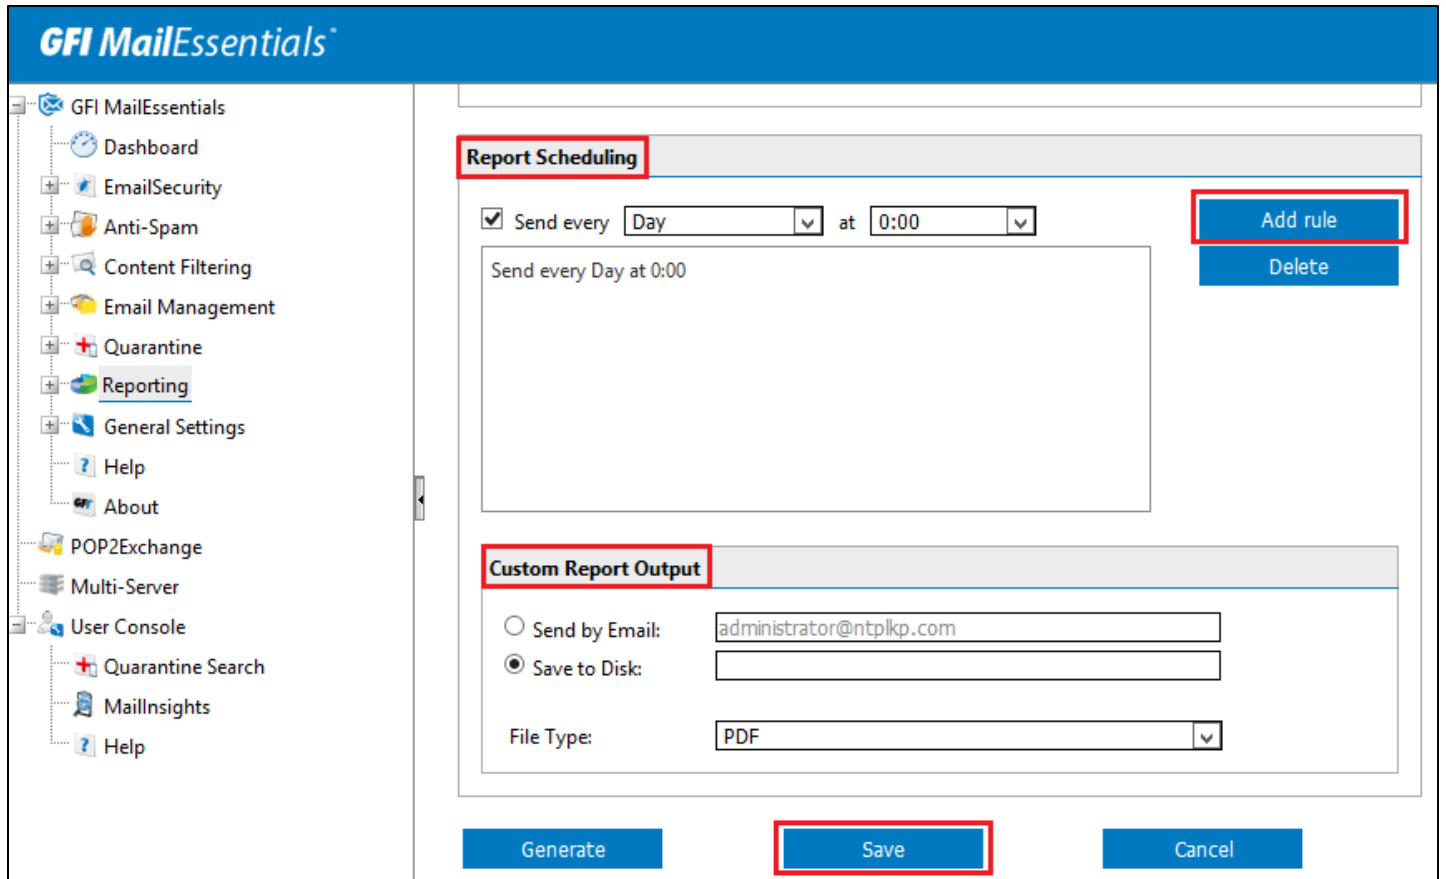 GFI MailEssentials
GFI MailEssentials
Dashboard
EmailSecurity
Anti-Spam
Content Filtering
Email Management
Quarantine
Reporting
General Settings
Help
About
POP2Exchange
Multi-Server
User Console
Quarantine Search
MailInsights
Help
Report Scheduling
Send every Day at 0:00
Add rule
Send every Day at 0:00
Delete
Custom Report Output
Send by Email: administrator@ntplkp.com
Save to Disk:
File Type: PDF
Generate Save Cancel